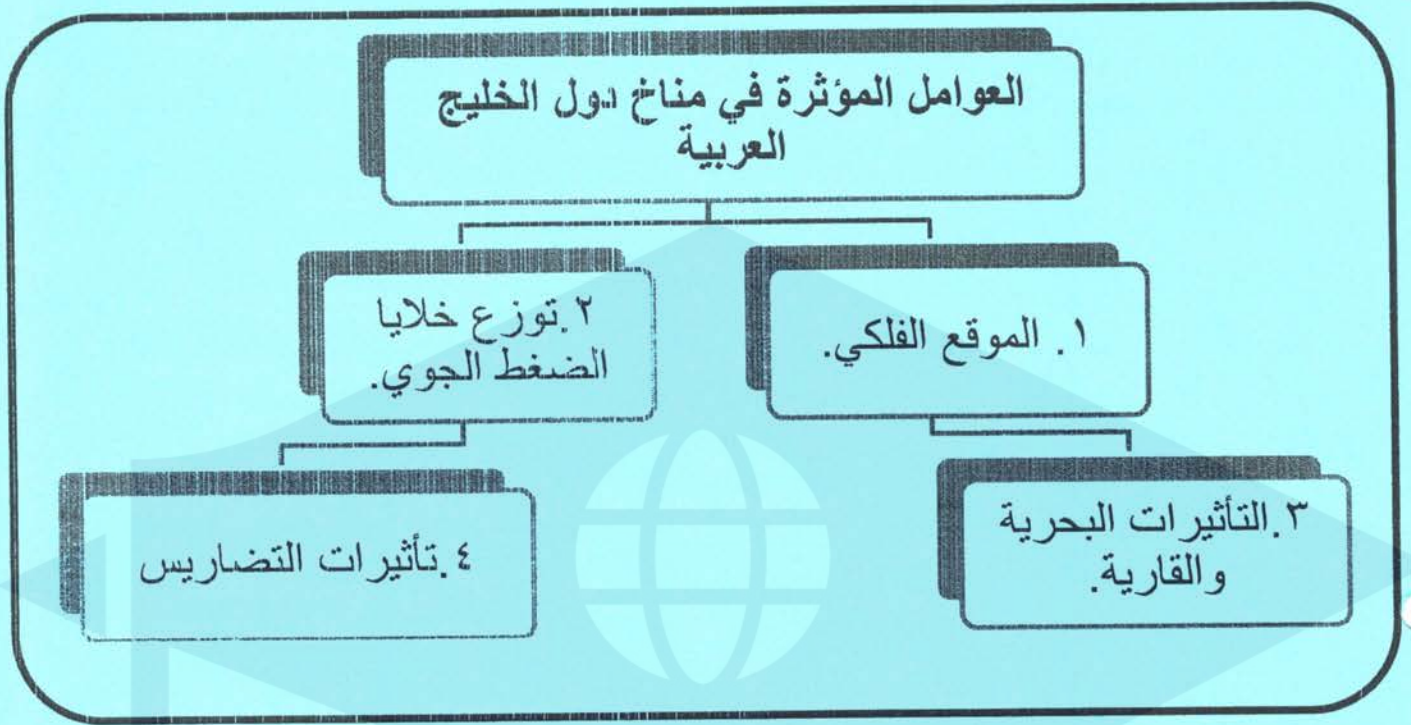 العوامل المؤثرة في مناخ دول الخليج
العربية
١. الموقع الفلكي.
٢.توزع خلايا
الضغط الجوي.
٣.التأثيرات البحرية
والقارية.
٤.تأثيرات التضاريس